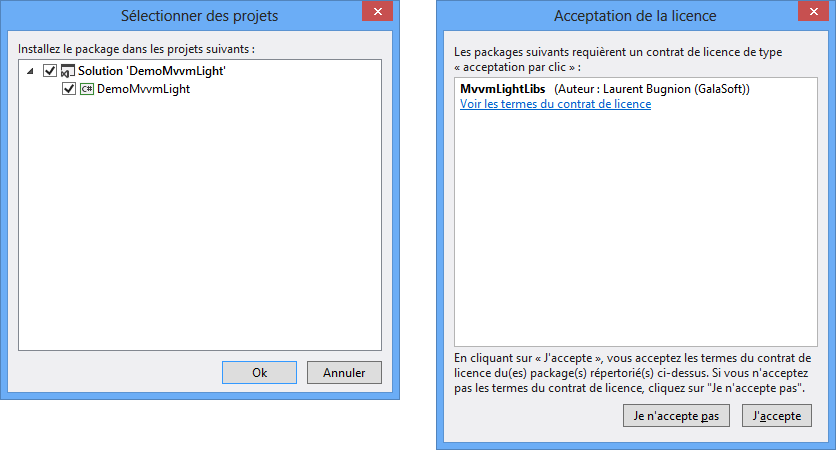 Sélectionner des projets
Installez le package dans les projets suivants :
Solution 'DemoMvvmLight'
C# DemoMvvmLight
Ok
Annuler
Acceptation de la licence
Les packages suivants requièrent un contrat de licence de type
« acceptation par clic » :
MvvmLightLibs (Auteur : Laurent Bugnion (GalaSoft))
Voir les termes du contrat de licence
En cliquant sur « J'accepte », vous acceptez les termes du contrat de
licence du(es) package(s) répertorié(s) ci-dessus. Si vous n'acceptez
pas les termes du contrat de licence, cliquez sur "Je n'accepte pas".
Je n'accepte pas
J'accepte